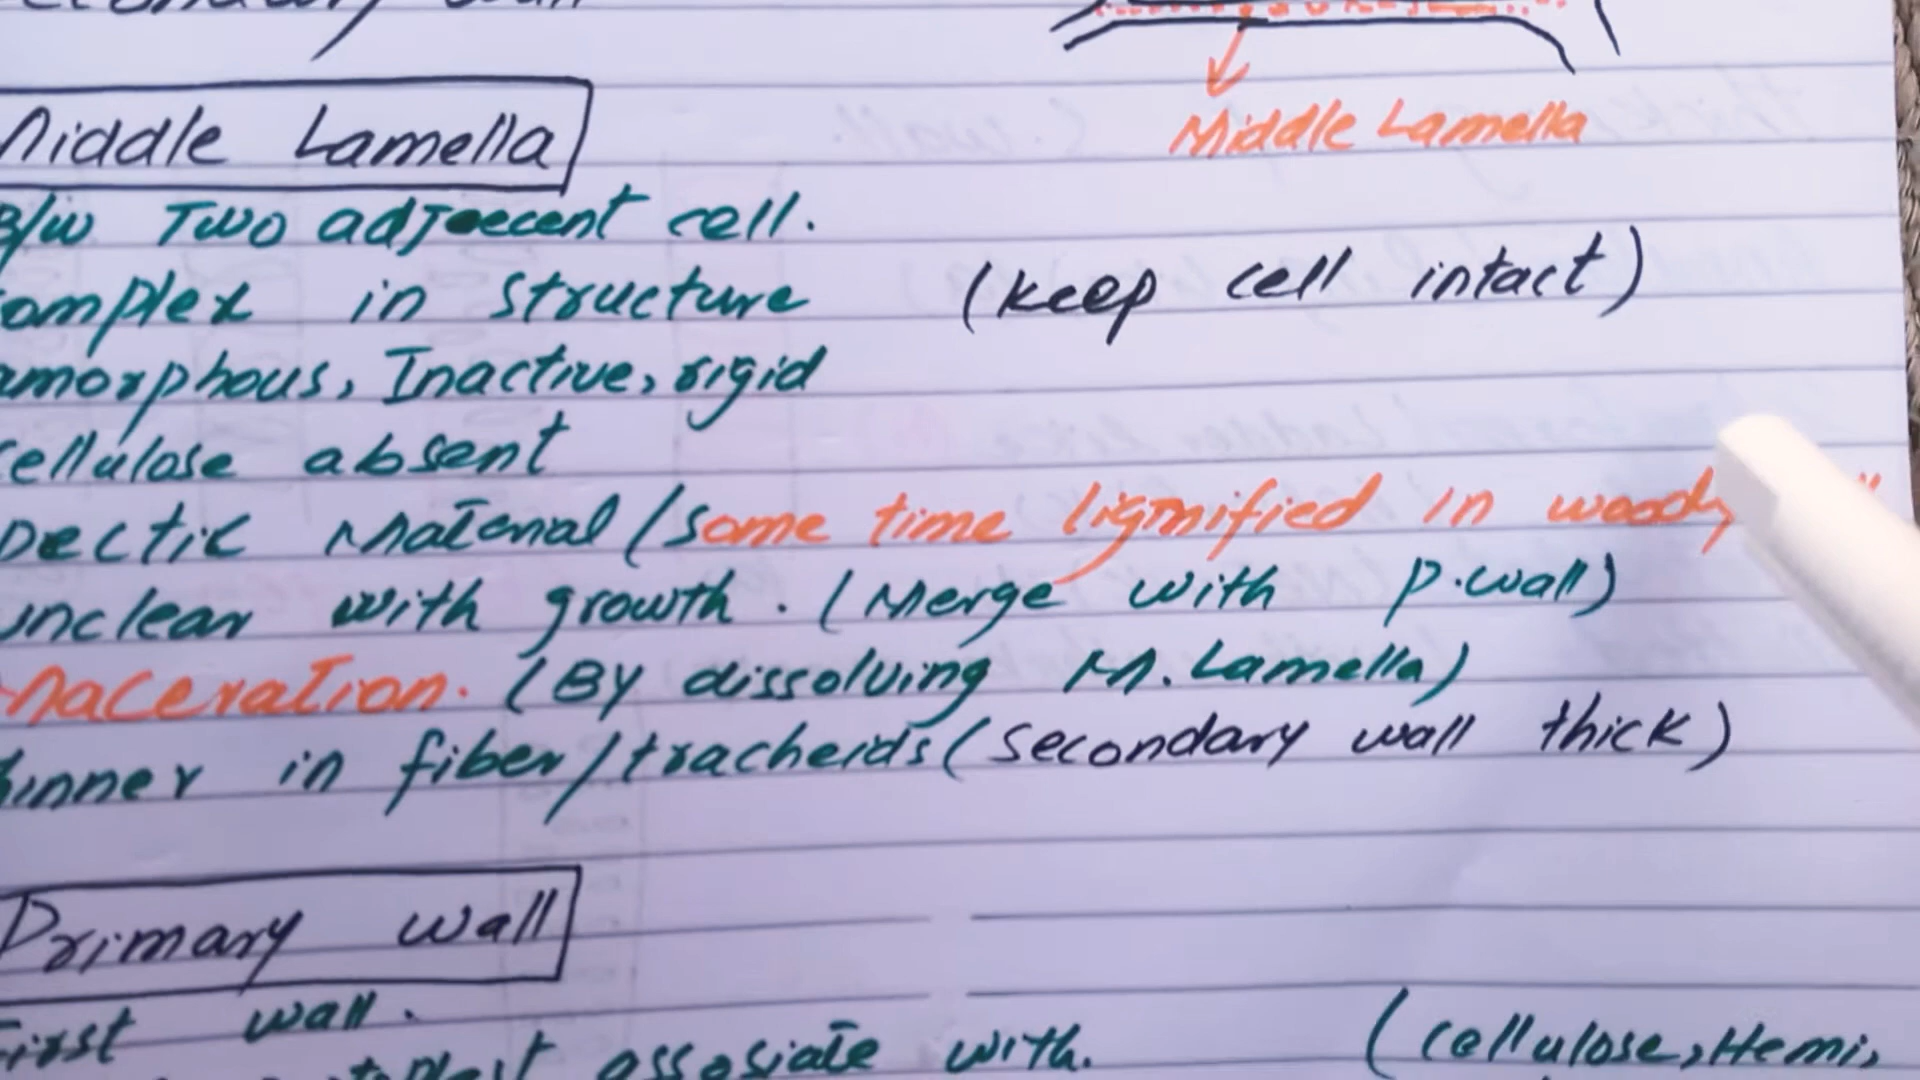 Middle Lamella
Middle Lamella
B/w Two adjecent cell.
complex in structure (keep cell intact)
amorphous, Inactive, rigid
cellulose absent
pectic material (some time lignified in woody
unclear with growth. (Merge with P.wall)
maceration. (By dissolving M. Lamella)
thinner in fiber/tracheids (secondary wall thick)
Primary wall
First wall.
assosiate with. (cellulose, Hemi,